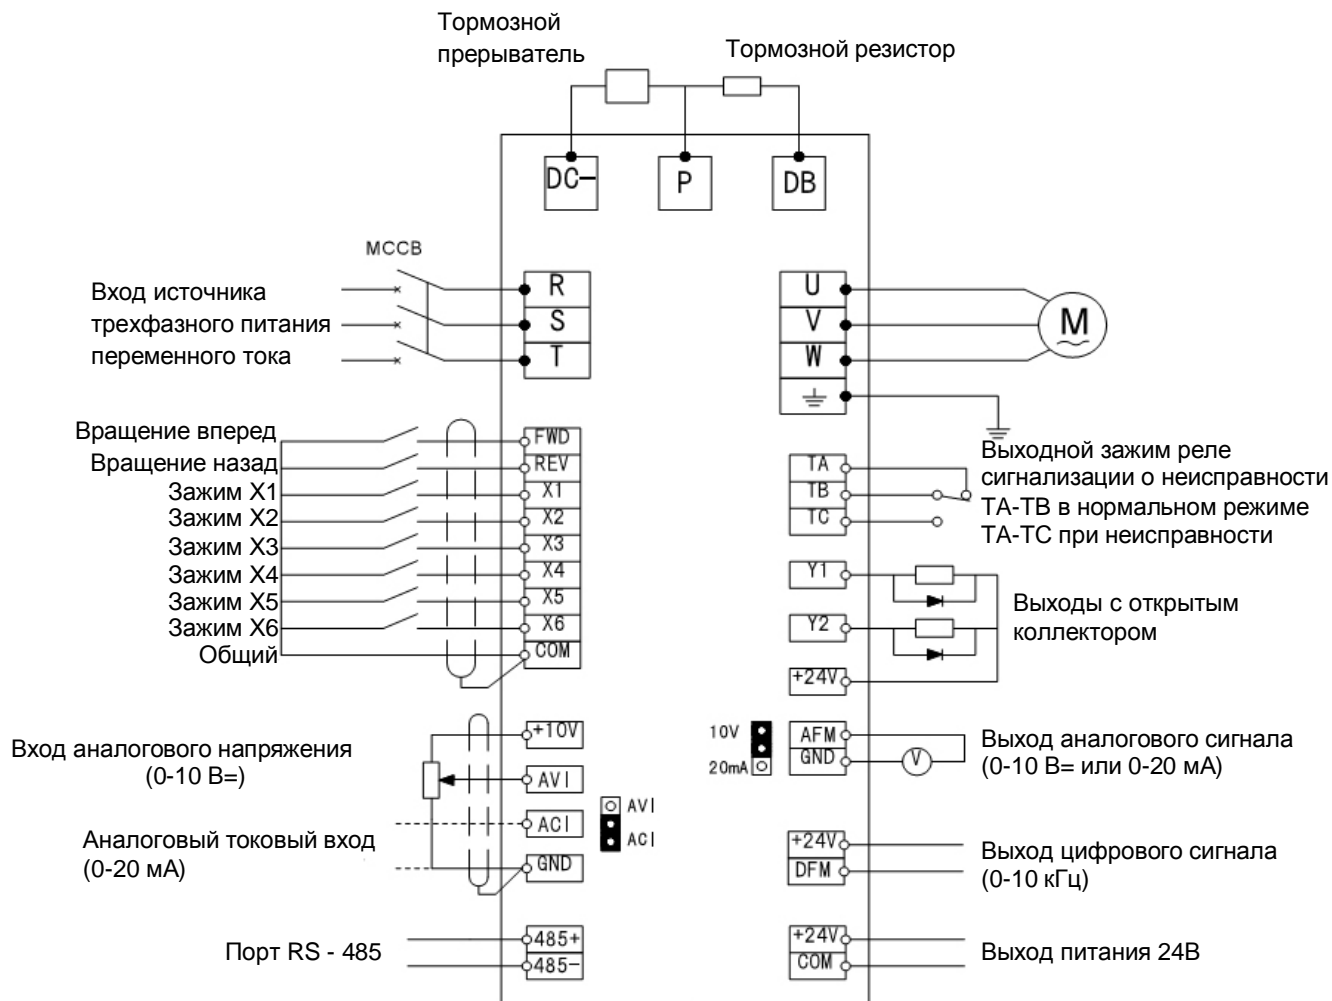 Тормозной
прерыватель
Тормозной резистор
DC-
P
DB
MCCB
Вход источника
трехфазного питания
переменного тока
R
S
T
U
V
W
M
Вращение вперед
Вращение назад
Зажим X1
Зажим X2
Зажим X3
Зажим X4
Зажим X5
Зажим X6
Общий
FWD
REV
X1
X2
X3
X4
X5
X6
COM
TA
TB
TC
Выходной зажим реле
сигнализации о неисправности
TA-TB в нормальном режиме
TA-TC при неисправности
Y1
Y2
+24V
Выходы с открытым
коллектором
Вход аналогового напряжения
(0-10 В=)
+10V
AVI
ACI
GND
AVI
ACI
Аналоговый токовый вход
(0-20 мА)
10V
20mA
AFM
GND
V
Выход аналогового сигнала
(0-10 В= или 0-20 мА)
+24V
DFM
Выход цифрового сигнала
(0-10 кГц)
Порт RS - 485
485+
485-
+24V
COM
Выход питания 24В